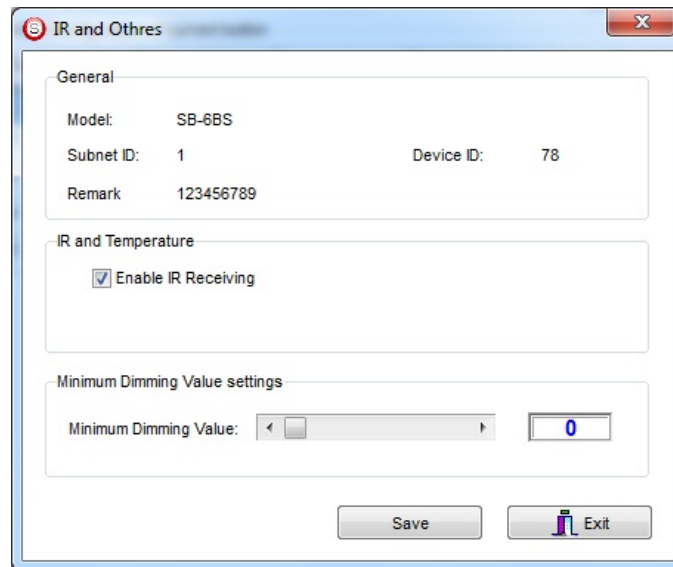 IR and Othres
General
Model: SB-6BS
Subnet ID: 1 Device ID: 78
Remark 123456789
IR and Temperature
Enable IR Receiving
Minimum Dimming Value settings
Minimum Dimming Value: 0
Save Exit